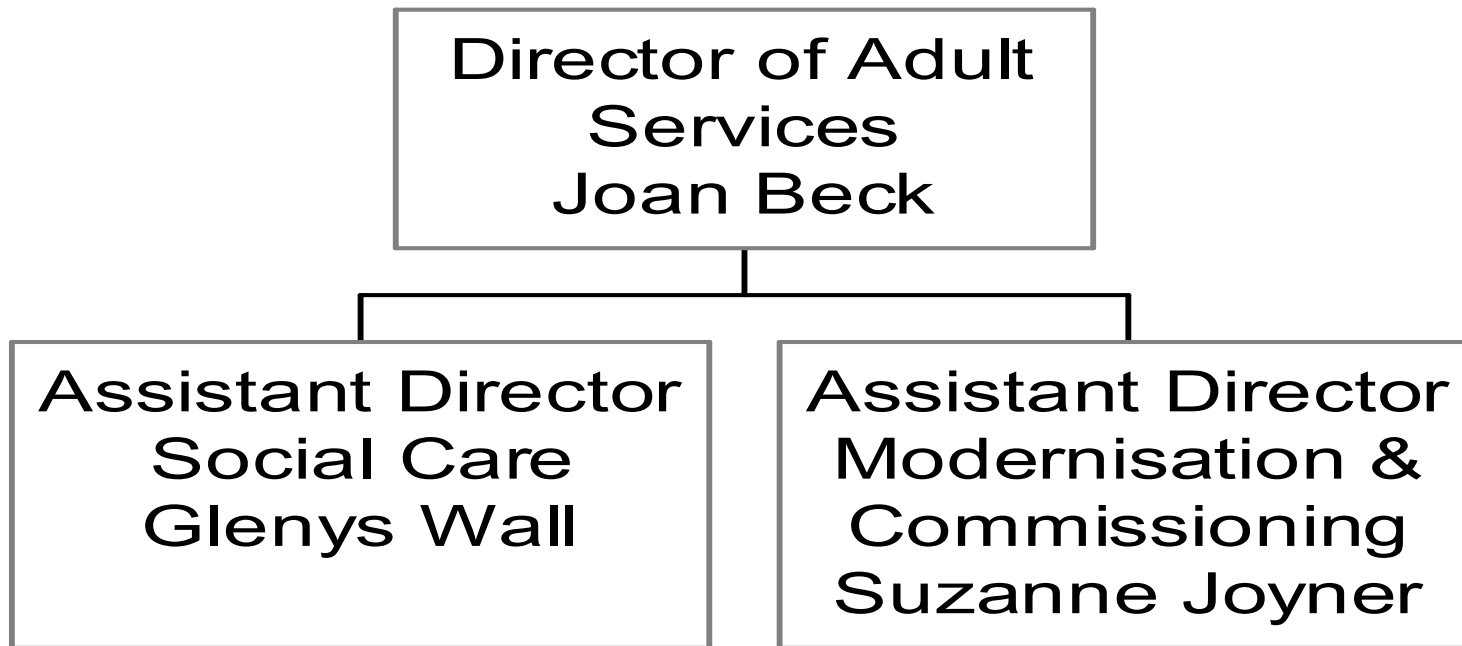 Director of Adult
Services
Joan Beck
Assistant Director
Social Care
Glenys Wall
Assistant Director
Modernisation &
Commissioning
Suzanne Joyner